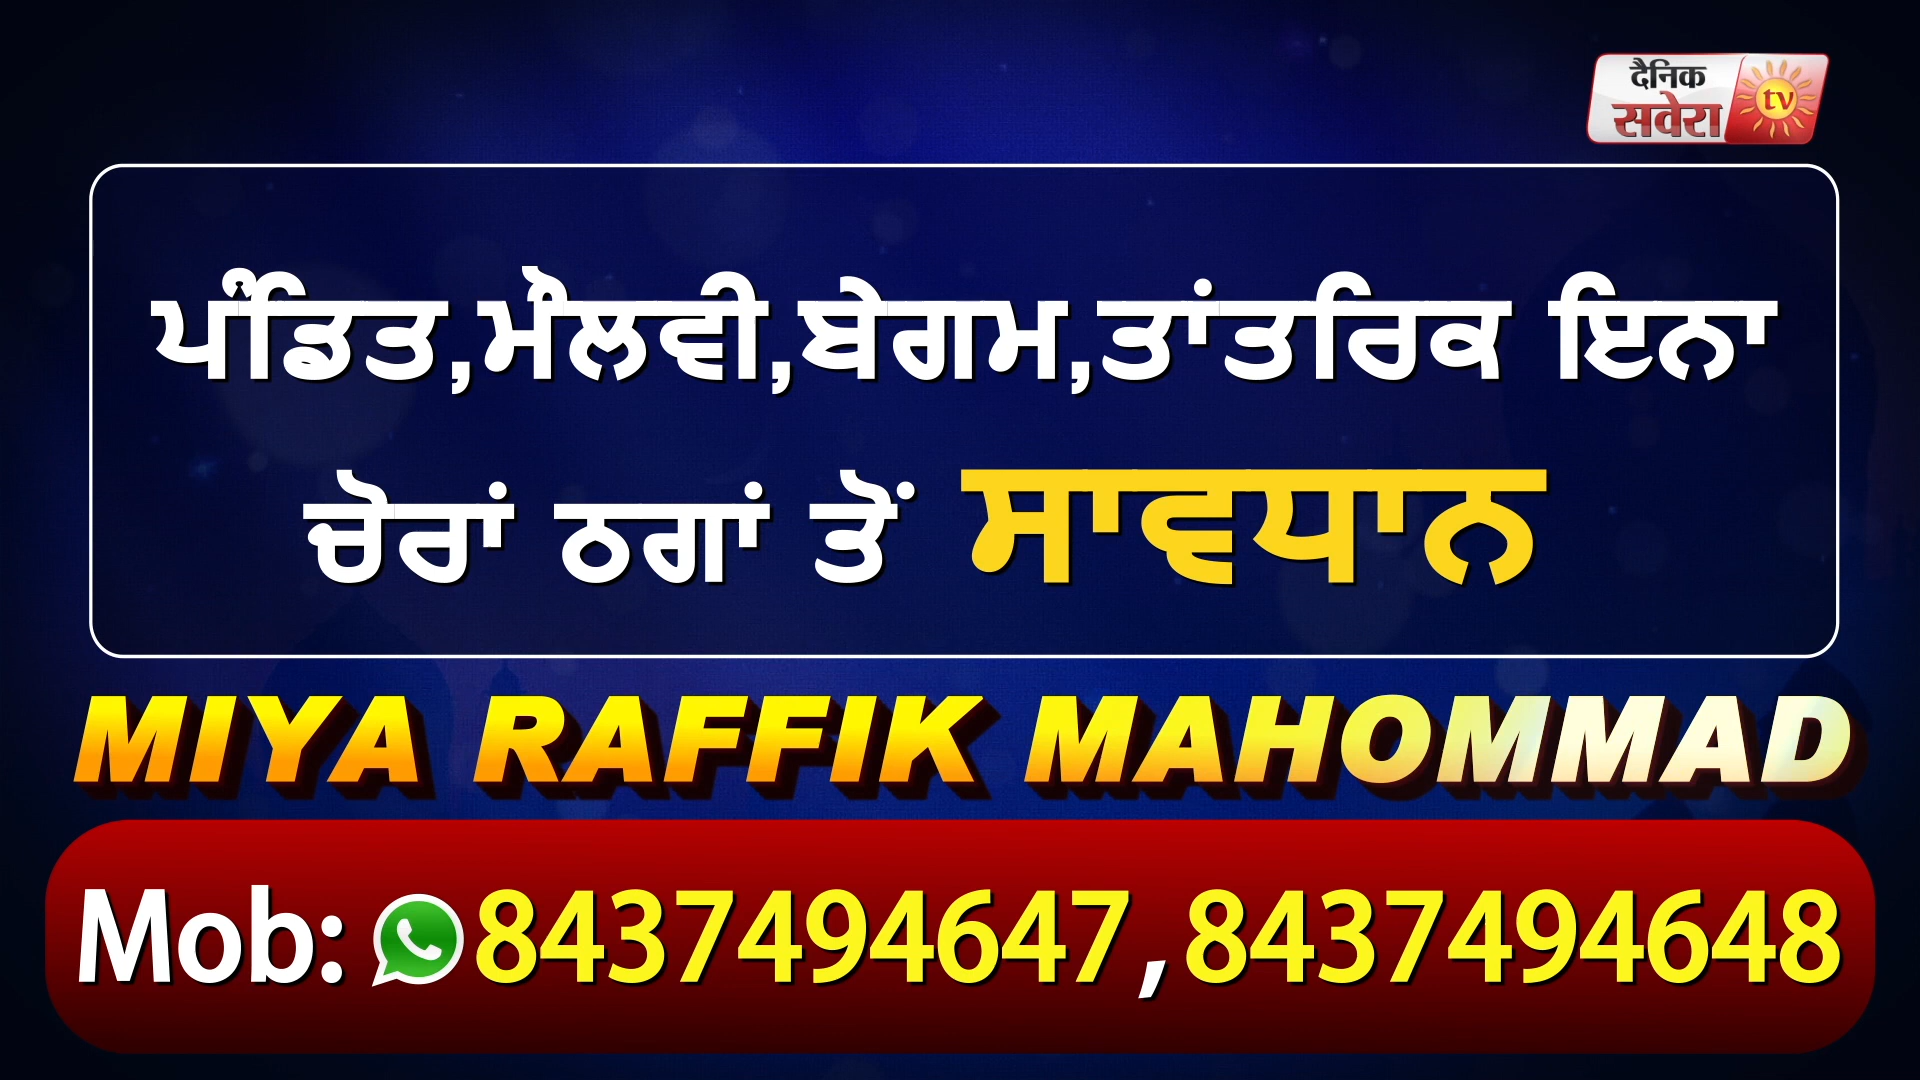 दैनिक
सवेरा tv
ਪੰਡਿਤ,ਮੌਲਵੀ,ਬੇਗਮ,ਤਾਂਤਰਿਕ ਇਨਾ
ਚੋਰਾਂ ਠਗਾਂ ਤੋਂ ਸਾਵਧਾਨ
MIYA RAFFIK MAHOMMAD
Mob: 8437494647, 8437494648